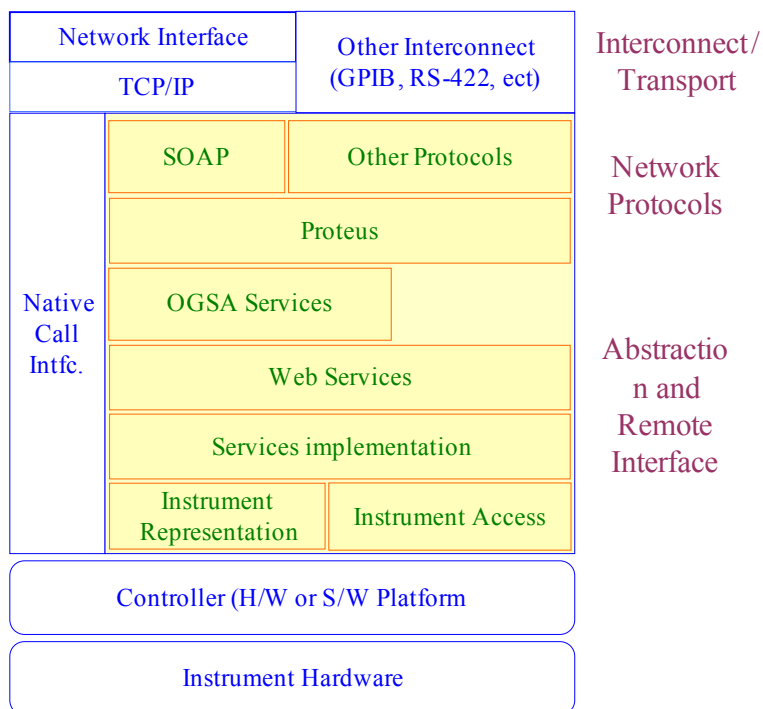 Network Interface
TCP/IP
Other Interconnect
(GPIB, RS-422, ect)
Interconnect/
Transport
SOAP
Other Protocols
Network
Protocols
Proteus
Native
Call
Intfc.
OGSA Services
Web Services
Services implementation
Instrument
Representation
Instrument Access
Abstractio
n and
Remote
Interface
Controller (H/W or S/W Platform
Instrument Hardware